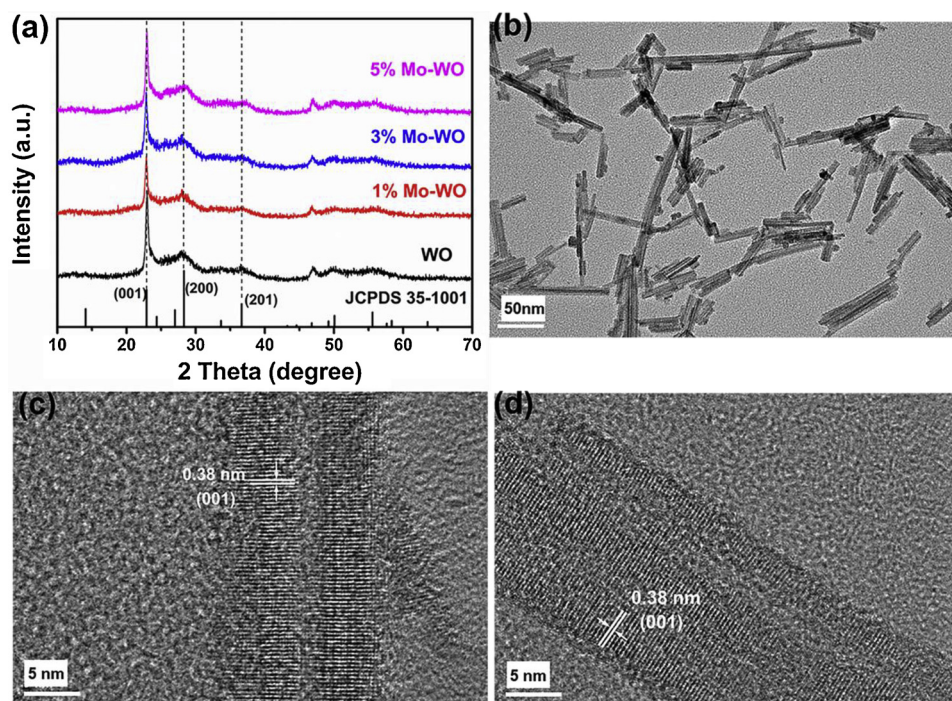 (a)
5% Mo-WO
3% Mo-WO
1% Mo-WO
WO
(001)
(200)
(201)
JCPDS 35-1001
Intensity (a.u.)
10 20 30 40 50 60 70
2 Theta (degree)
(b)
50nm
(c)
0.38 nm
(001)
5 nm
(d)
0.38 nm
(001)
5 nm